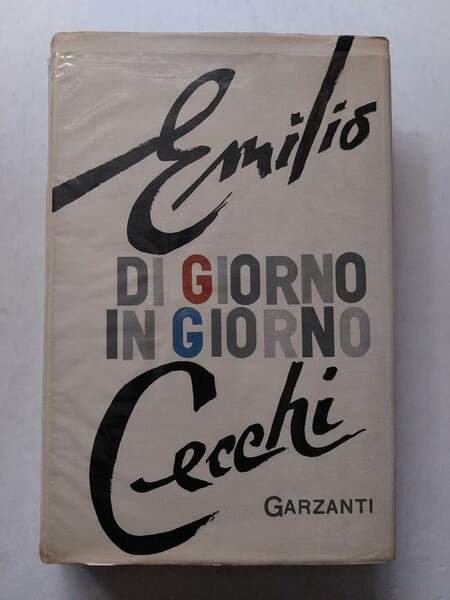 Emilio
DI GIORNO
IN GIORNO
Cecchi
GARZANTI